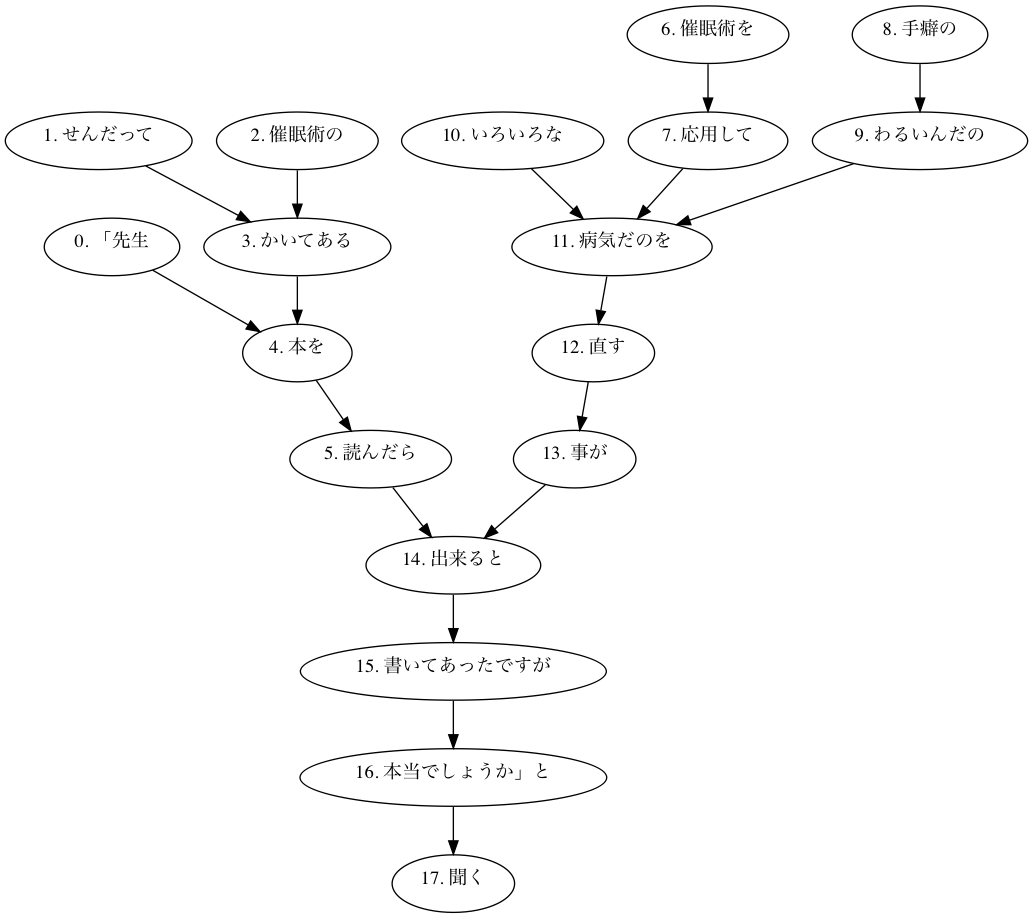 6. 催眠術を
8. 手癖の
1. せんだって
2. 催眠術の
10. いろいろな
7. 応用して
9. わるいんだの
0. 「先生
3. かいてある
11. 病気だのを
4. 本を
12. 直す
5. 読んだら
13. 事が
14. 出来ると
15. 書いてあったですが
16. 本当でしょうか」と
17. 聞く